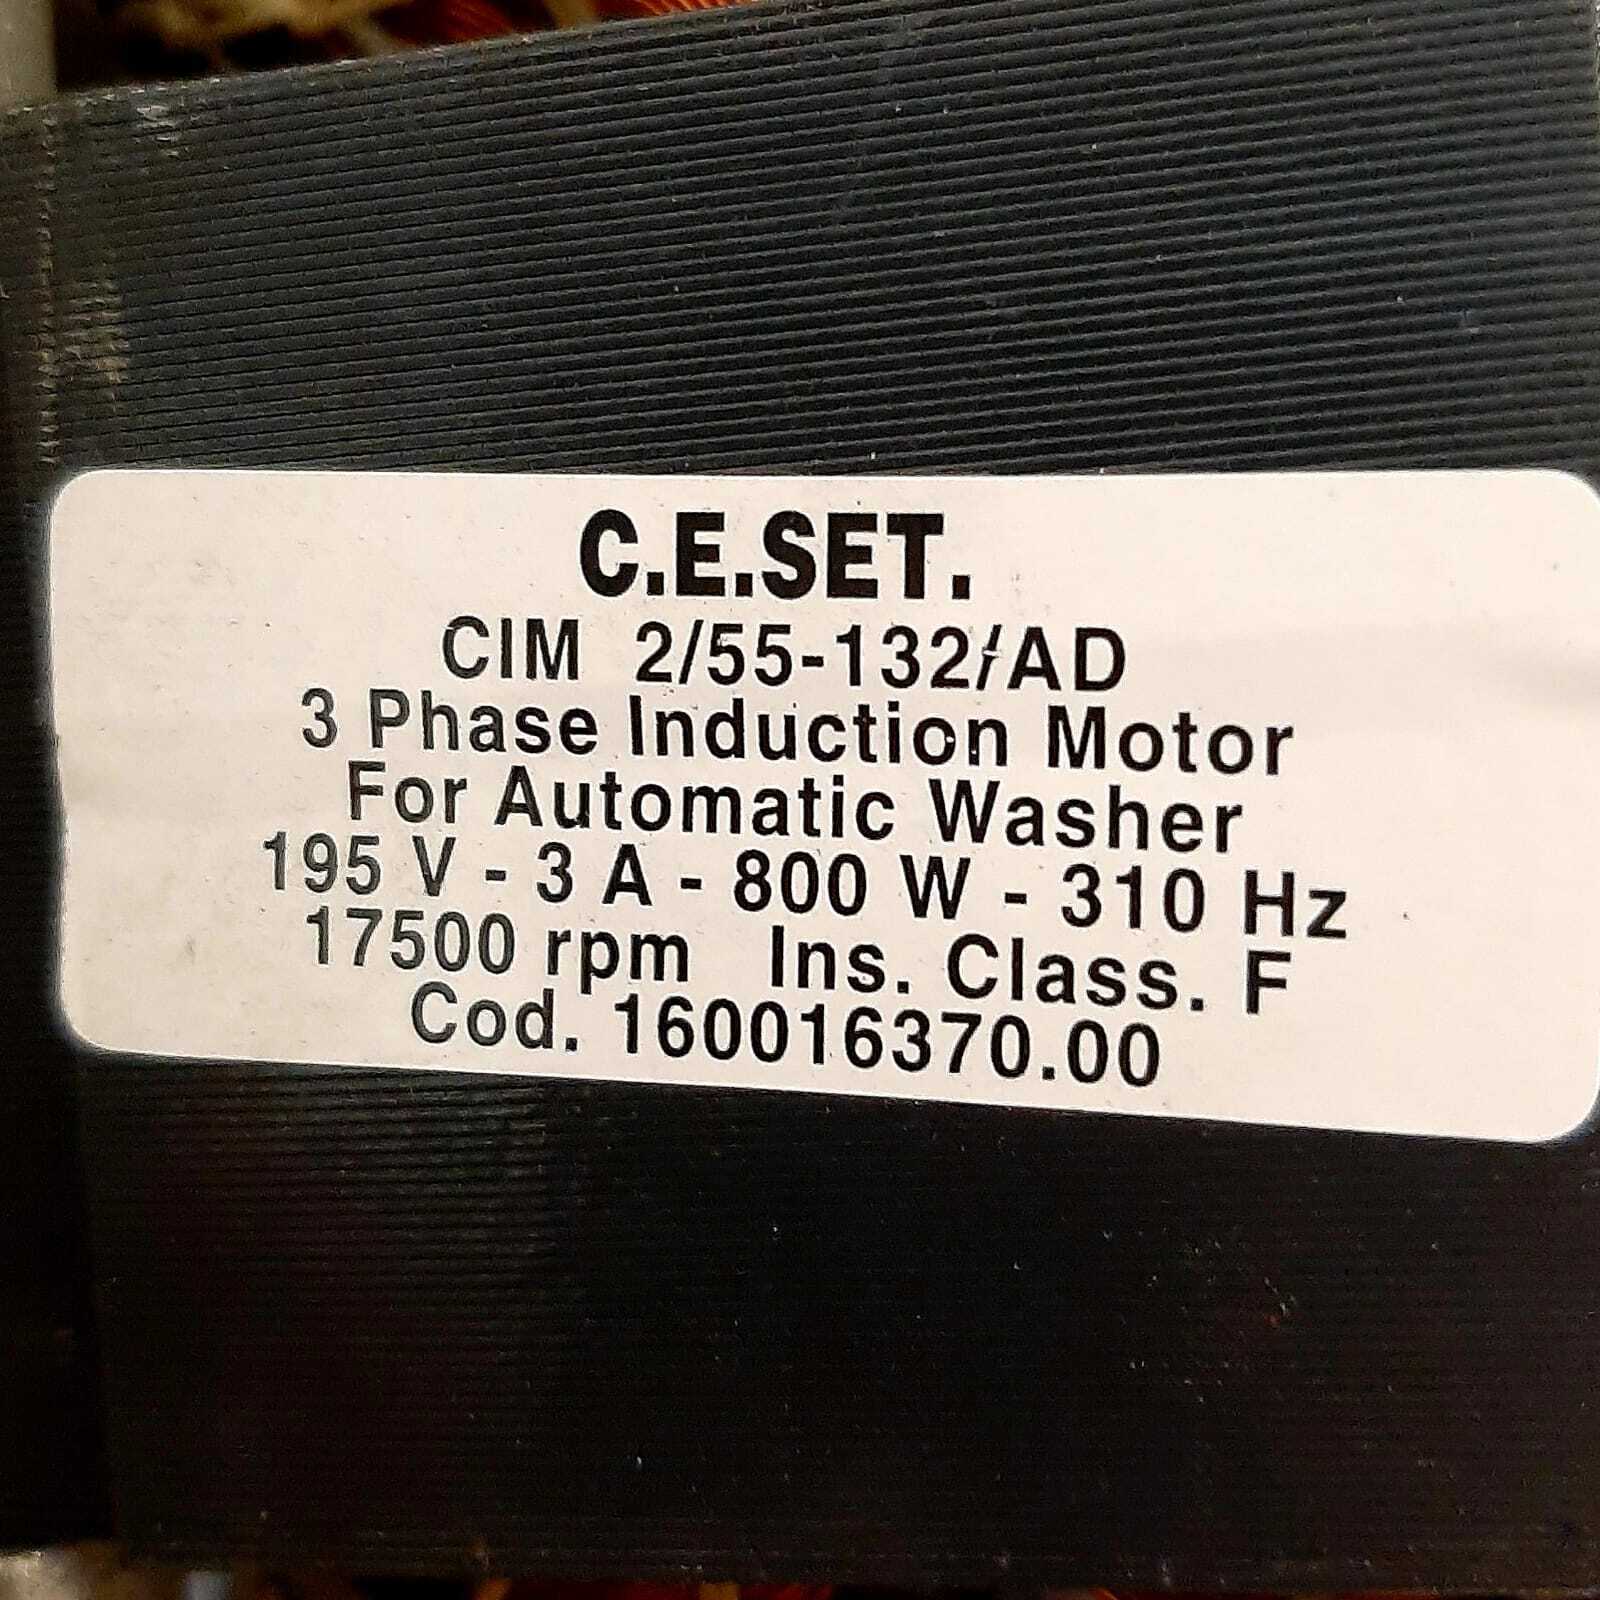 C.E.SET.
CIM 2/55-132/AD
3 Phase Induction Motor
For Automatic Washer
195 V - 3 A - 800 W - 310 Hz
17500 rpm Ins. Class. F
Cod. 160016370.00